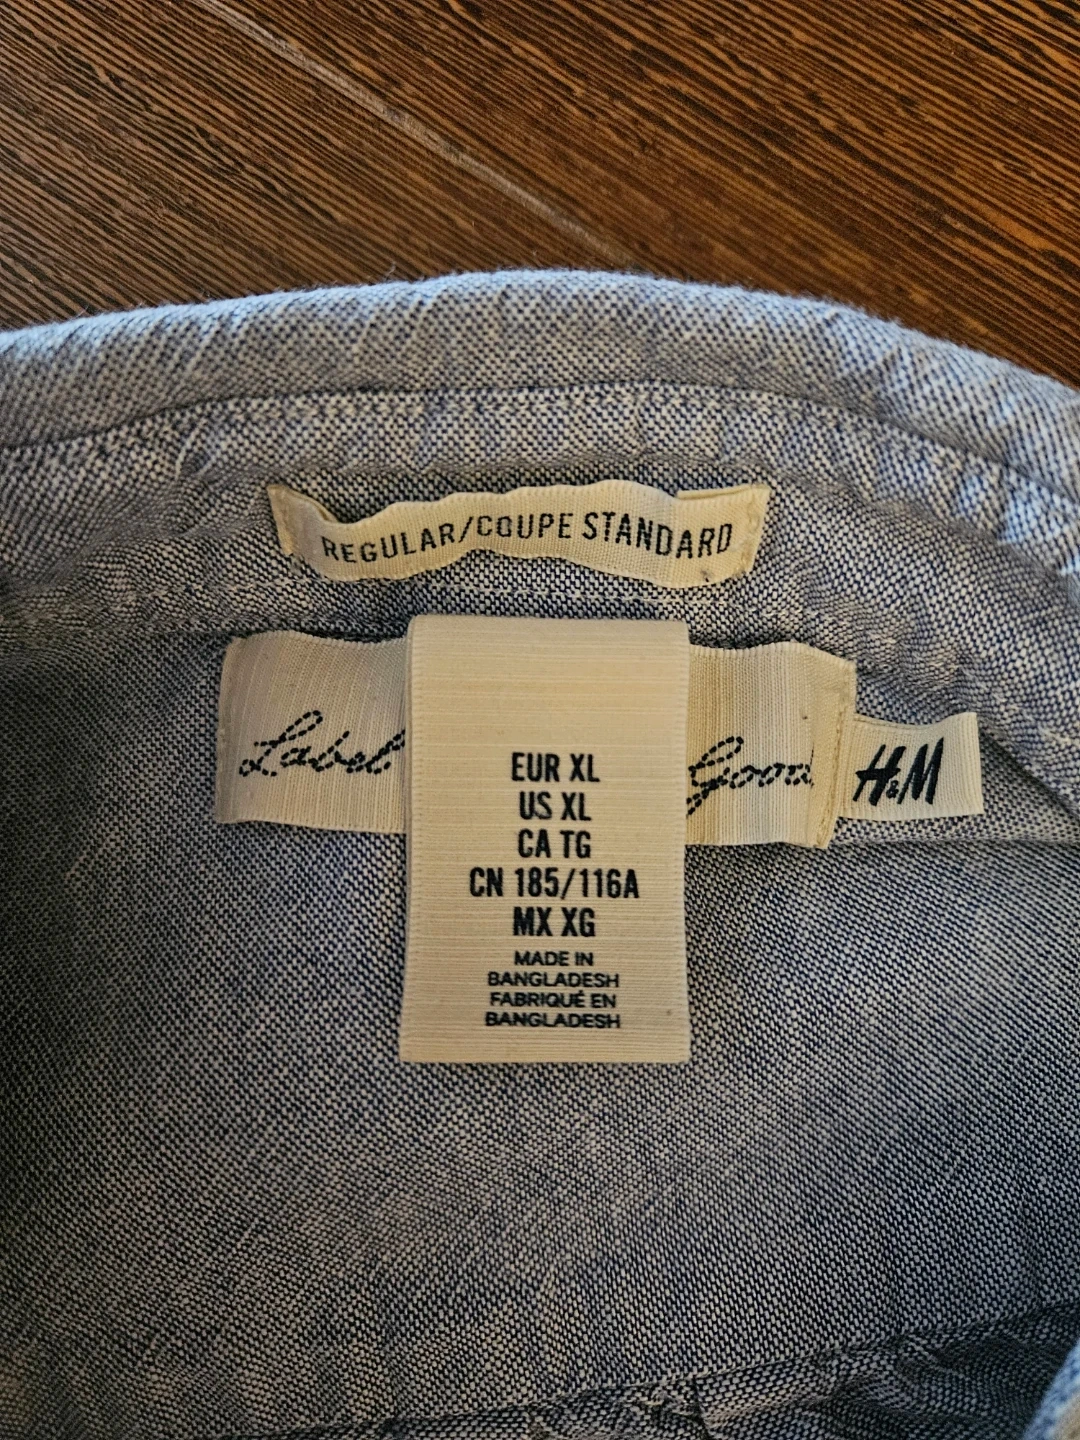 REGULAR/COUPE STANDARD
Label
Good
H&M
EUR XL
US XL
CA TG
CN 185/116A
MX XG
MADE IN
BANGLADESH
FABRIQUÉ EN
BANGLADESH